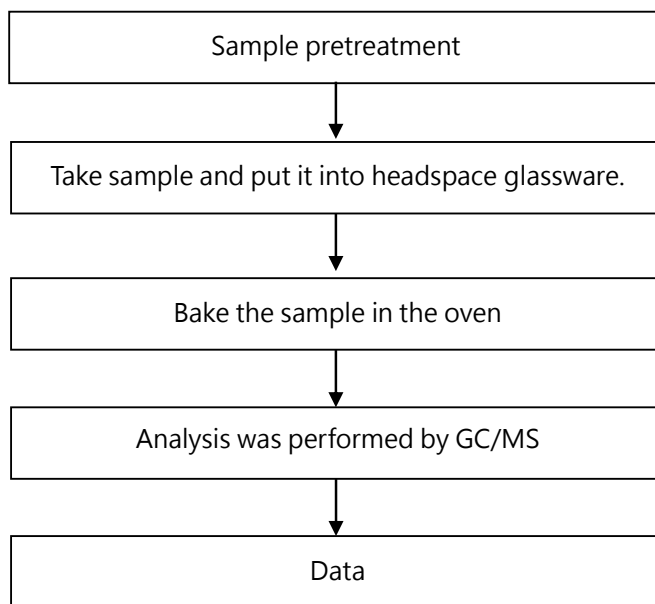 Sample pretreatment
Take sample and put it into headspace glassware.
Bake the sample in the oven
Analysis was performed by GC/MS
Data